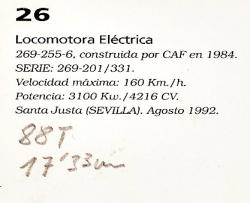 26
Locomotora Eléctrica
269-255-6, construida por CAF en 1984.
SERIE: 269-201/331.
Velocidad máxima: 160 Km./h.
Potencia: 3100 Kw./4216 CV.
Santa Justa (SEVILLA). Agosto 1992.
88T
17'33m